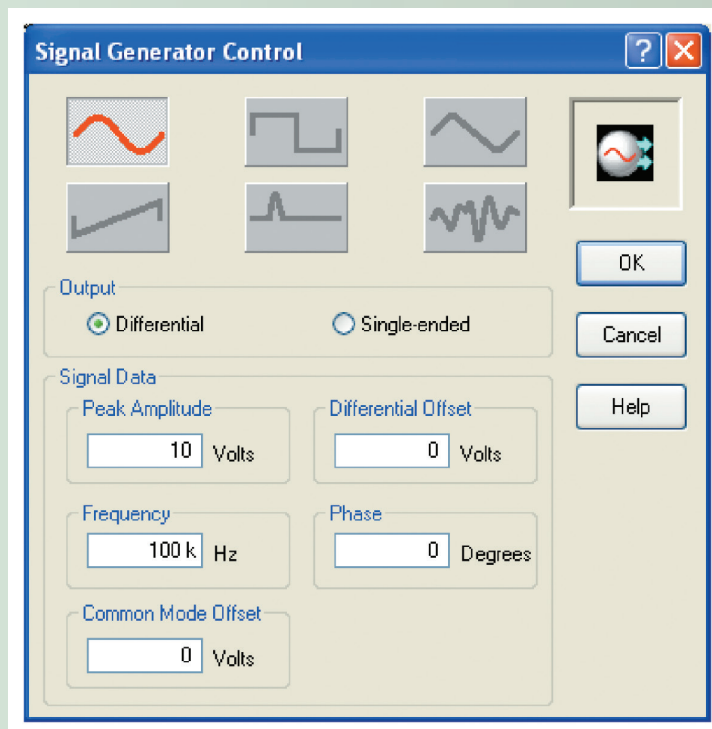 Signal Generator Control
?
OK
Output
Differential
Single-ended
Cancel
Signal Data
Peak Amplitude
Differential Offset
Help
10 Volts
0 Volts
Frequency
Phase
100 k Hz
0 Degrees
Common Mode Offset
0 Volts